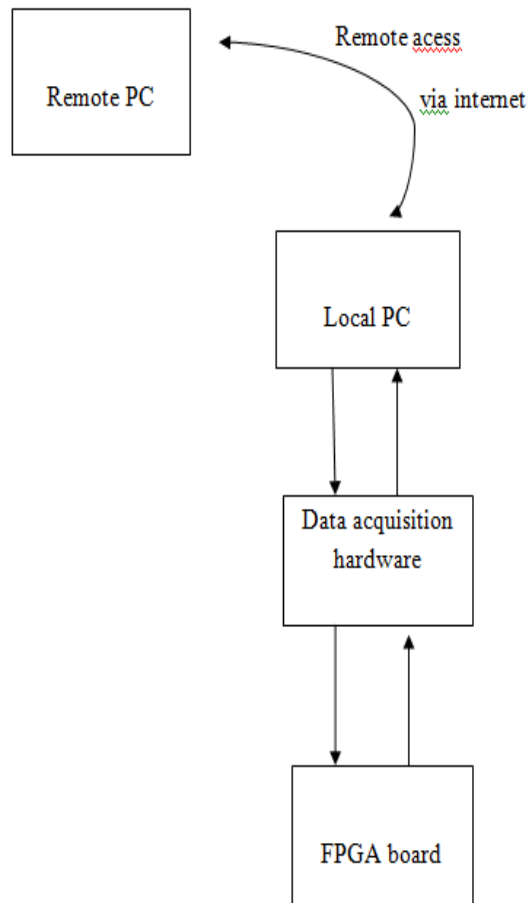 Remote acess
Remote PC
via internet
Local PC
Data acquisition
hardware
FPGA board